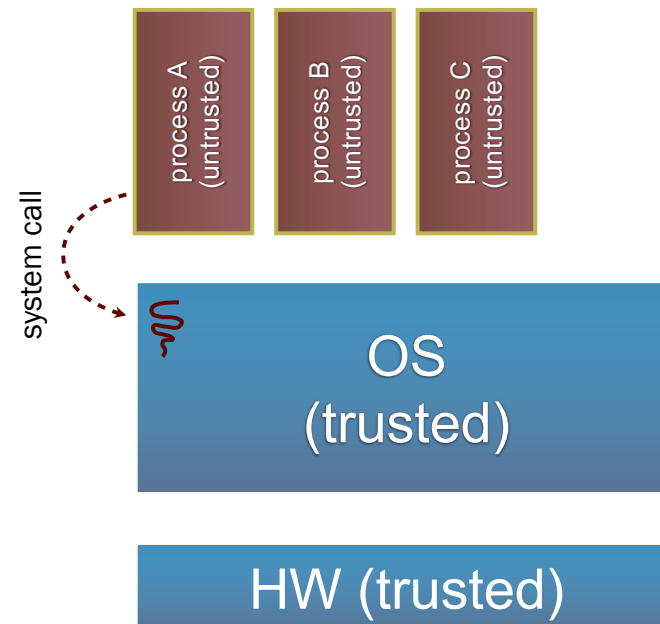 process A
(untrusted)
process B
(untrusted)
process C
(untrusted)
system call
OS
(trusted)
HW (trusted)